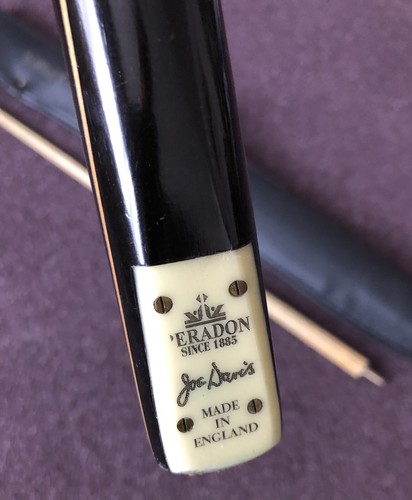 PERADON
SINCE 1885
Joe Davis
MADE
IN
ENGLAND